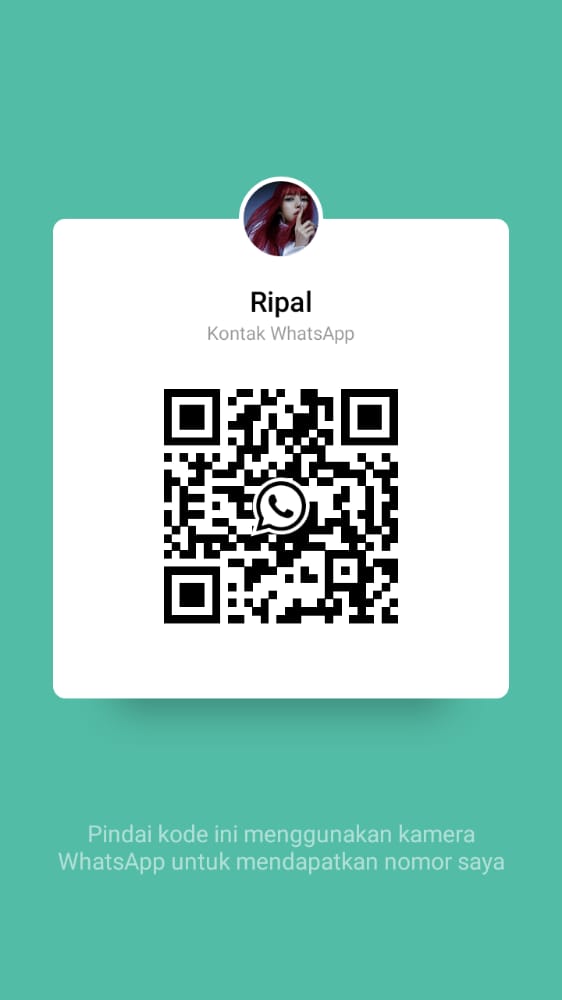 Ripal
Kontak WhatsApp
Pindai kode ini menggunakan kamera
WhatsApp untuk mendapatkan nomor saya